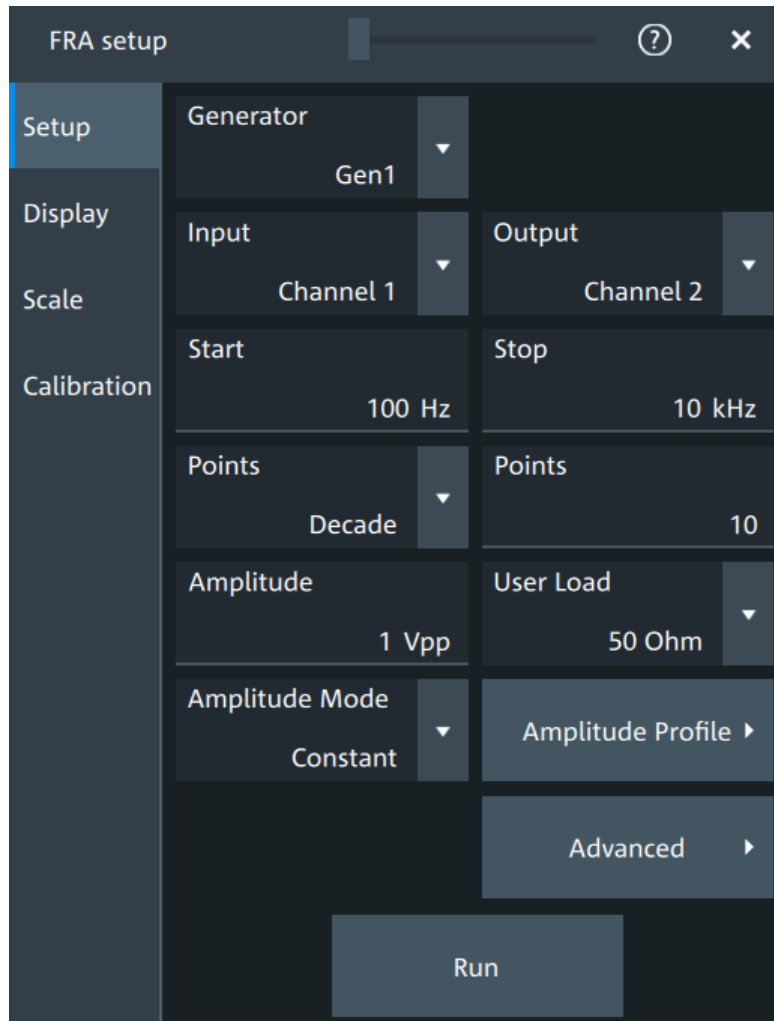 FRA setup ? ×
Setup
Display
Scale
Calibration
Generator
Gen1
Input
Channel 1
Output
Channel 2
Start
100 Hz
Stop
10 kHz
Points
Decade
Points
10
Amplitude
1 Vpp
User Load
50 Ohm
Amplitude Mode
Constant
Amplitude Profile
Advanced
Run